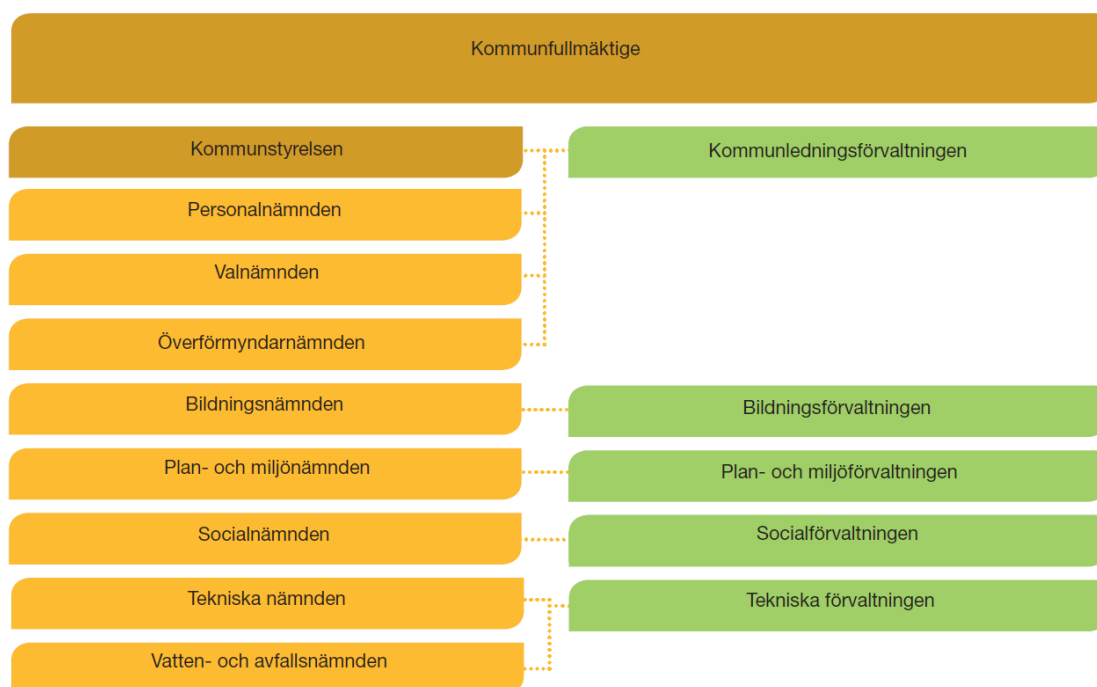 Kommunfullmäktige
Kommunstyrelsen
Kommunledningsförvaltningen
Personalnämnden
Valnämnden
Överförmyndarnämnden
Bildningsnämnden
Bildningsförvaltningen
Plan- och miljönämnden
Plan- och miljöförvaltningen
Socialnämnden
Socialförvaltningen
Tekniska nämnden
Tekniska förvaltningen
Vatten- och avfallsnämnden